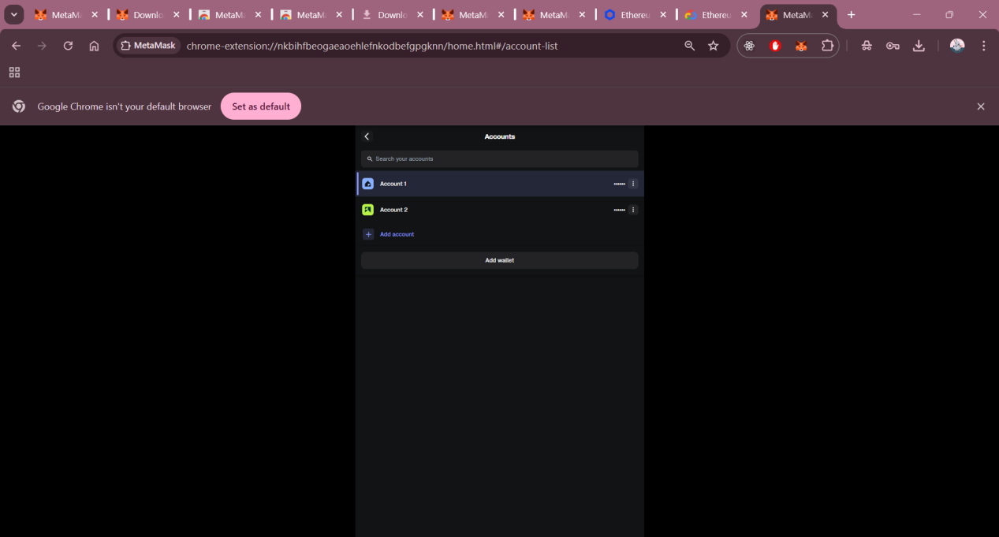 MetaMa
Downlo
MetaMa
MetaMa
Downlo
MetaMa
MetaMa
Ethereu
Ethereu
MetaMa
MetaMask
chrome-extension://nkbihfbeogaeaoehlefnkodbefgpgknn/home.html#/account-list
Google Chrome isn't your default browser
Set as default
Accounts
Search your accounts
Account 1
••••••
Account 2
••••••
Add account
Add wallet